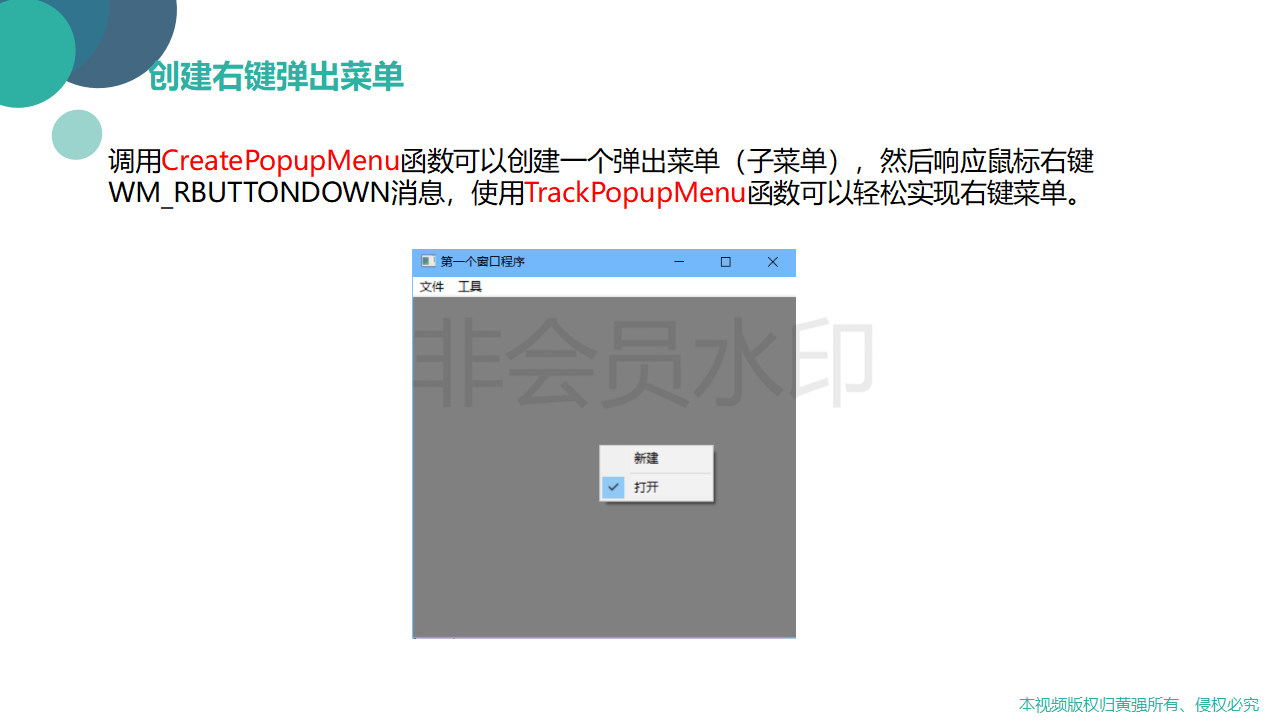 创建右键弹出菜单
调用CreatePopupMenu函数可以创建一个弹出菜单（子菜单），然后响应鼠标右键
WM_RBUTTONDOWN消息，使用TrackPopupMenu函数可以轻松实现右键菜单。
第一个窗口程序
文件 工具
非会员水印
新建
打开
本视频版权归黄强所有、侵权必究